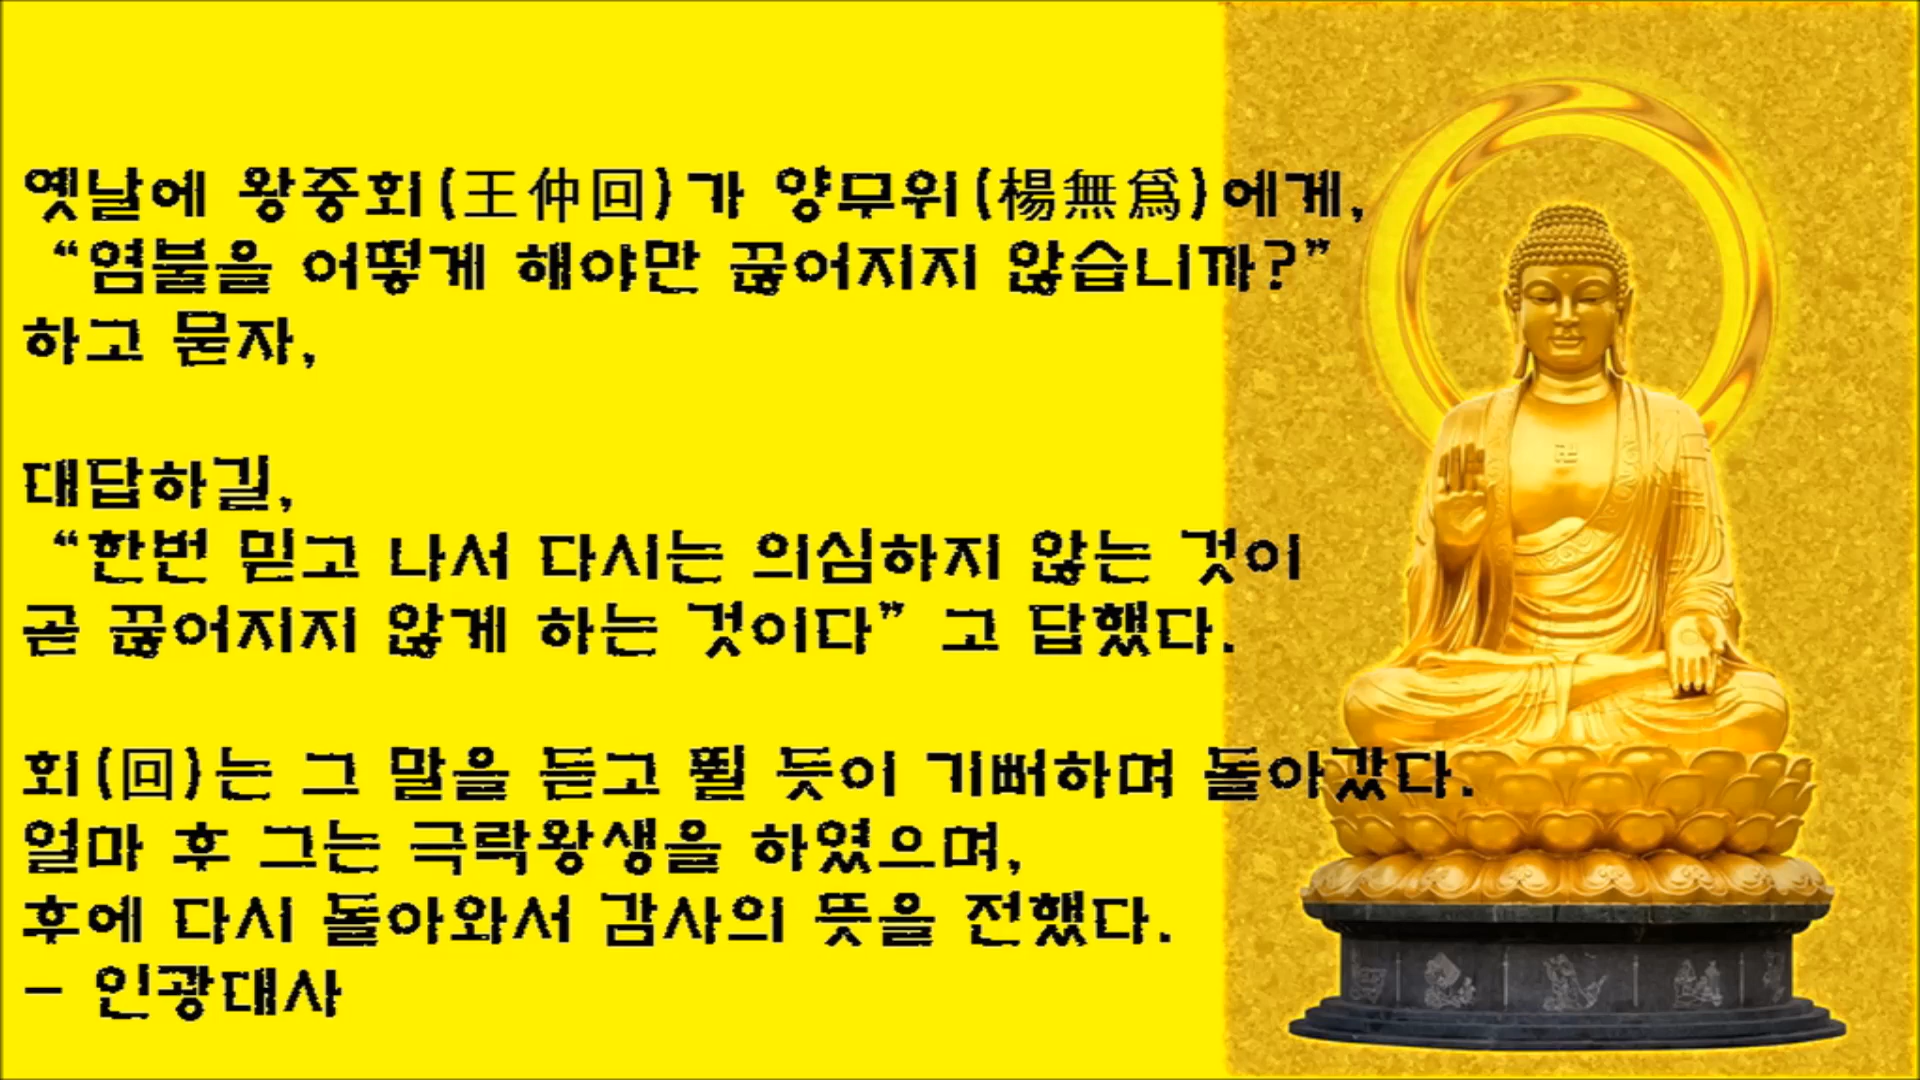 옛날에 왕중회(王仲回)가 양무위(楊無爲)에게,
“염불을 어떻게 해야만 끊어지지 않습니까?”
하고 묻자,
대답하길,
“한번 믿고 나서 다시는 의심하지 않는 것이
곧 끊어지지 않게 하는 것이다” 고 답했다.
회(回)는 그 말을 듣고 뛸 듯이 기뻐하며 돌아갔다.
얼마 후 그는 극락왕생을 하였으며,
후에 다시 돌아와서 감사의 뜻을 전했다.
- 인광대사
卍